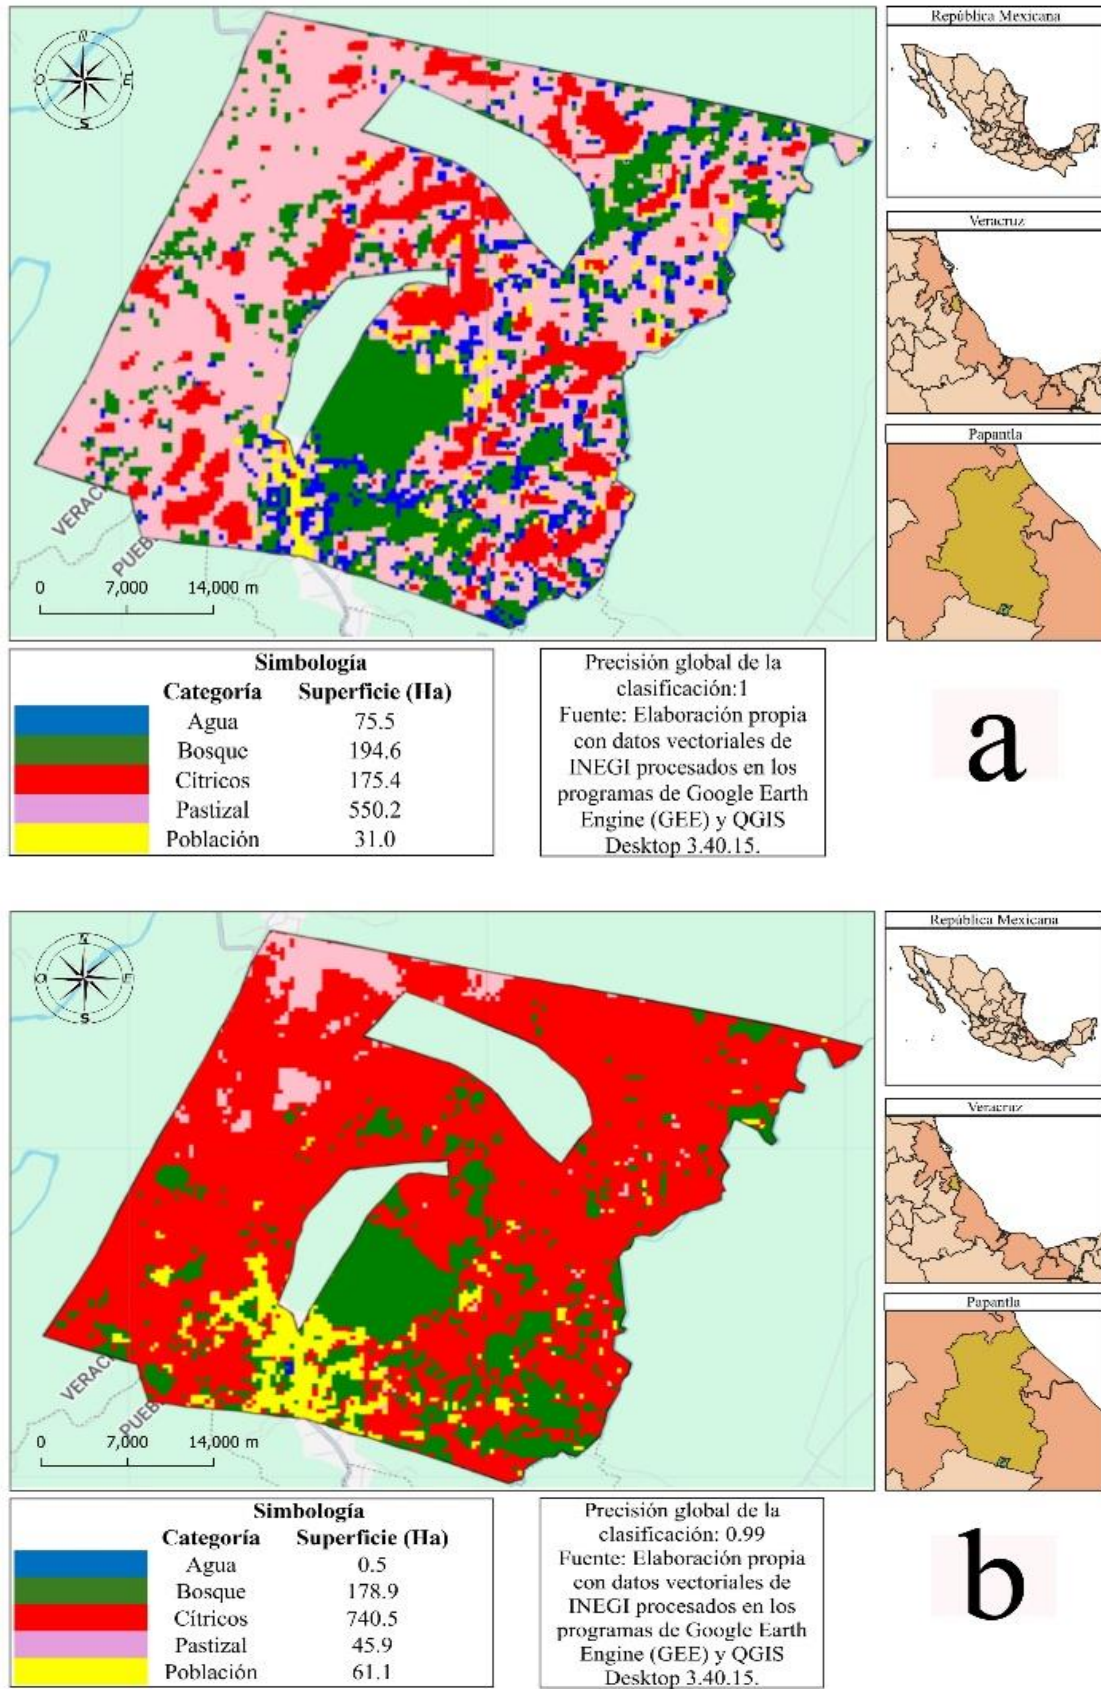 República Mexicana
N
O E
S
Veracruz
Papantla
VERAC
PUEB
0 7,000 14,000 m
Simbología
Categoría Superficie (Ha)
Agua 75.5
Bosque 194.6
Cítricos 175.4
Pastizal 550.2
Población 31.0
Precisión global de la
clasificación:1
Fuente: Elaboración propia
con datos vectoriales de
INEGI procesados en los
programas de Google Earth
Engine (GEE) y QGIS
Desktop 3.40.15.
a
República Mexicana
N
O E
S
Veracruz
Papantla
VERAC
PUEB
0 7,000 14,000 m
Simbología
Categoría Superficie (Ha)
Agua 0.5
Bosque 178.9
Cítricos 740.5
Pastizal 45.9
Población 61.1
Precisión global de la
clasificación: 0.99
Fuente: Elaboración propia
con datos vectoriales de
INEGI procesados en los
programas de Google Earth
Engine (GEE) y QGIS
Desktop 3.40.15.
b